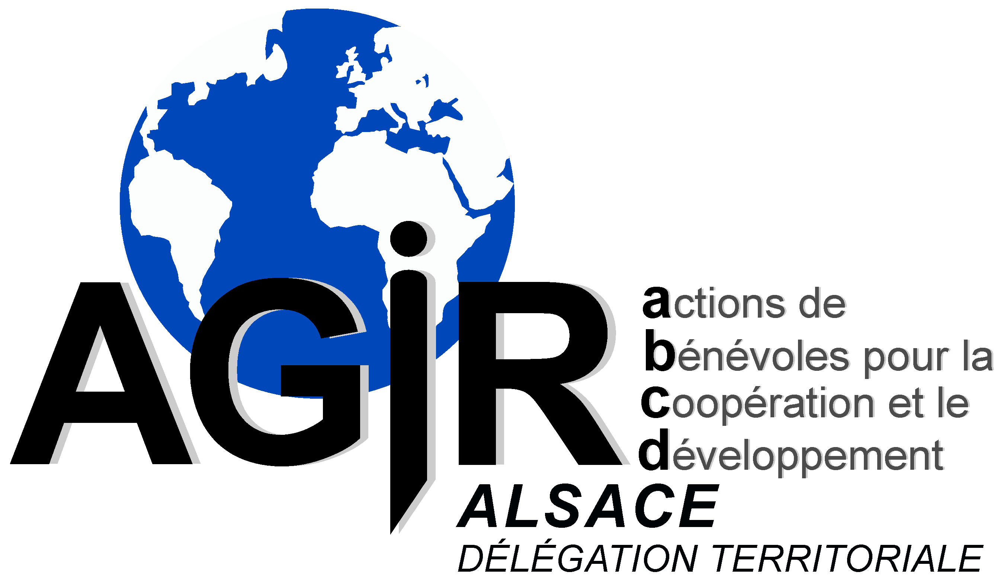 AGiR
actions de
bénévoles pour la
coopération et le
développement
ALSACE
DÉLÉGATION TERRITORIALE